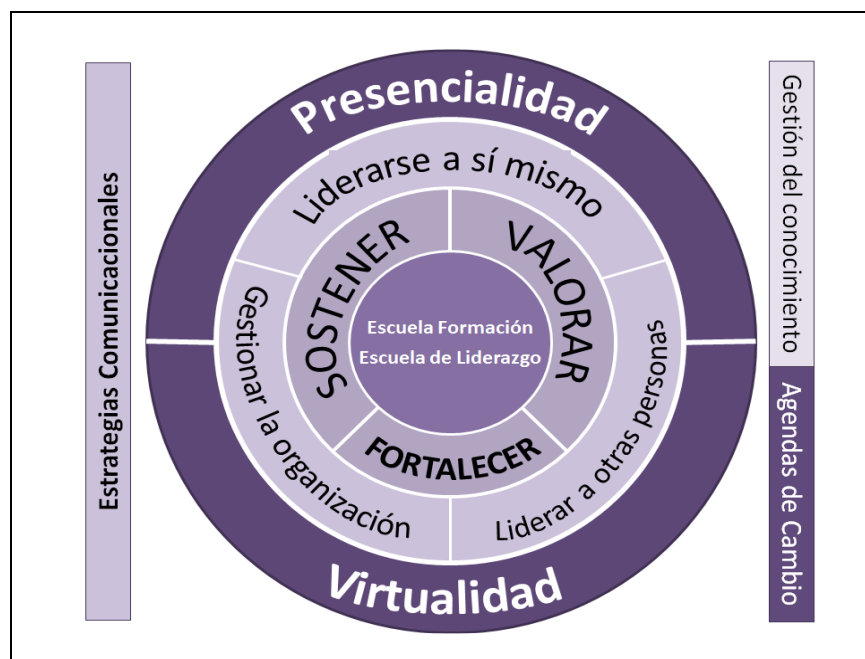 Estrategias Comunicacionales
Presencialidad
Liderarse a sí mismo
SOSTENER
VALORAR
Escuela Formación
Escuela de Liderazgo
FORTALECER
Gestionar la organización
Liderar a otras personas
Virtualidad
Gestión del conocimiento
Agendas de Cambio